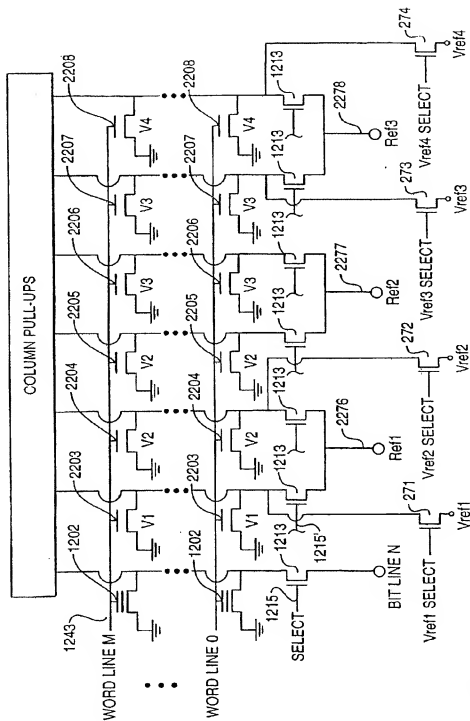 COLUMN PULL-UPS
1243
1202
2203
2204
2205
2206
2207
2208
WORD LINE M
V1
V2
V2
V3
V3
V4
1202
2203
2204
2205
2206
2207
2208
WORD LINE 0
V1
V2
V2
V3
V3
V4
1215
SELECT
1213
1215'
1213
1213
1213
1213
1213
1213
2276
2277
2278
BIT LINE N
Ref1
Ref2
Ref3
271
272
273
274
Vref1 SELECT
Vref2 SELECT
Vref3 SELECT
Vref4 SELECT
Vref1
Vref2
Vref3
Vref4